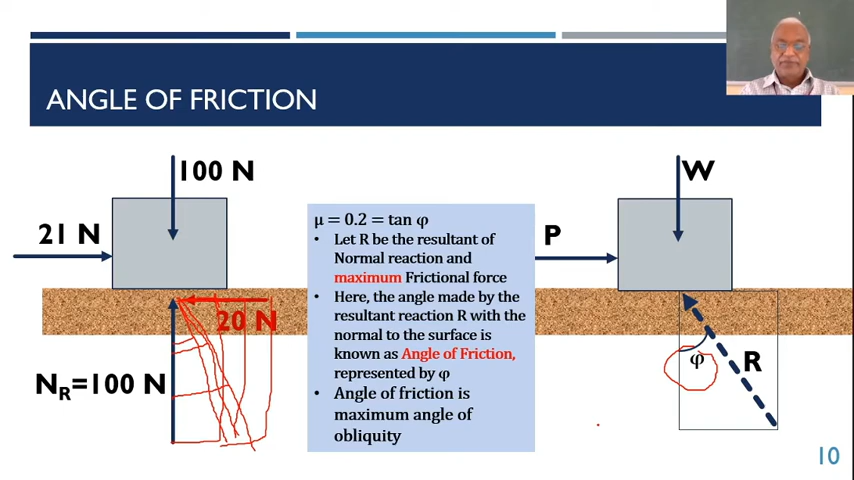 ANGLE OF FRICTION
100 N
21 N
20 N
N_R=100 N
μ = 0.2 = tan φ
• Let R be the resultant of
Normal reaction and
maximum Frictional force
• Here, the angle made by the
resultant reaction R with the
normal to the surface is
known as Angle of Friction,
represented by φ
• Angle of friction is
maximum angle of
obliquity
W
P
φ
R
10